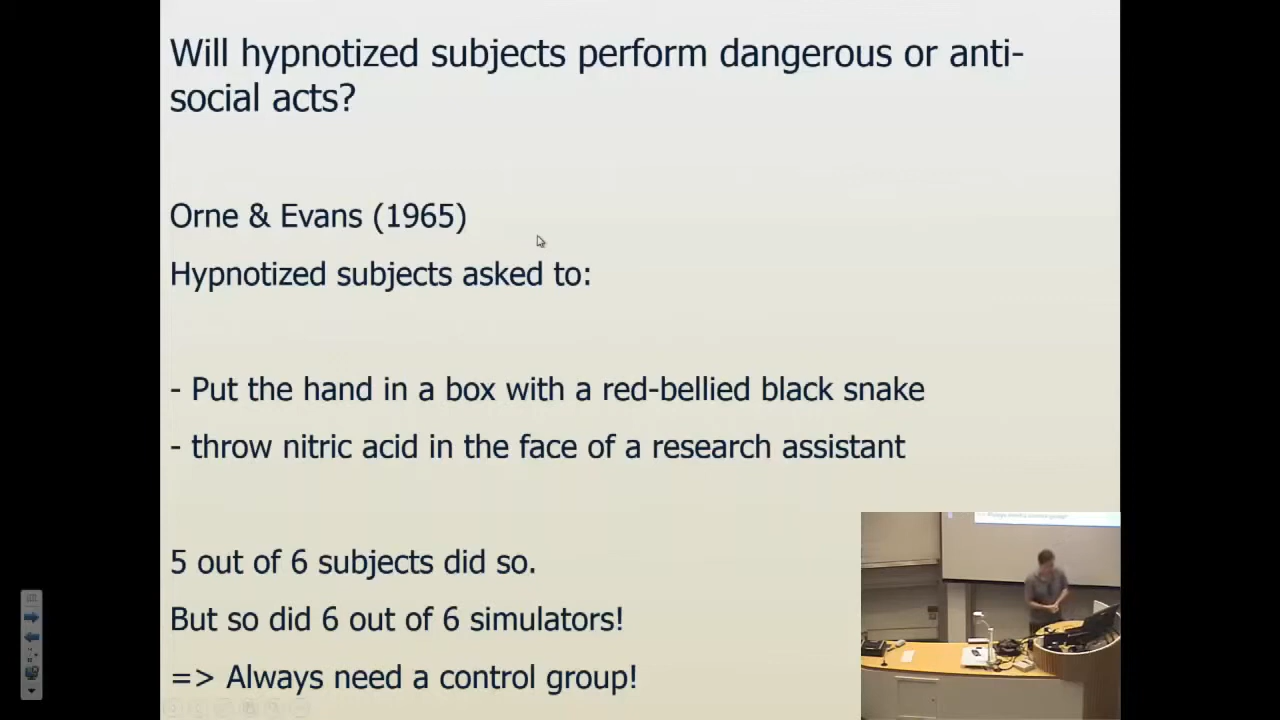 Will hypnotized subjects perform dangerous or anti-
social acts?
Orne & Evans (1965)
Hypnotized subjects asked to:
- Put the hand in a box with a red-bellied black snake
- throw nitric acid in the face of a research assistant
5 out of 6 subjects did so.
But so did 6 out of 6 simulators!
=> Always need a control group!